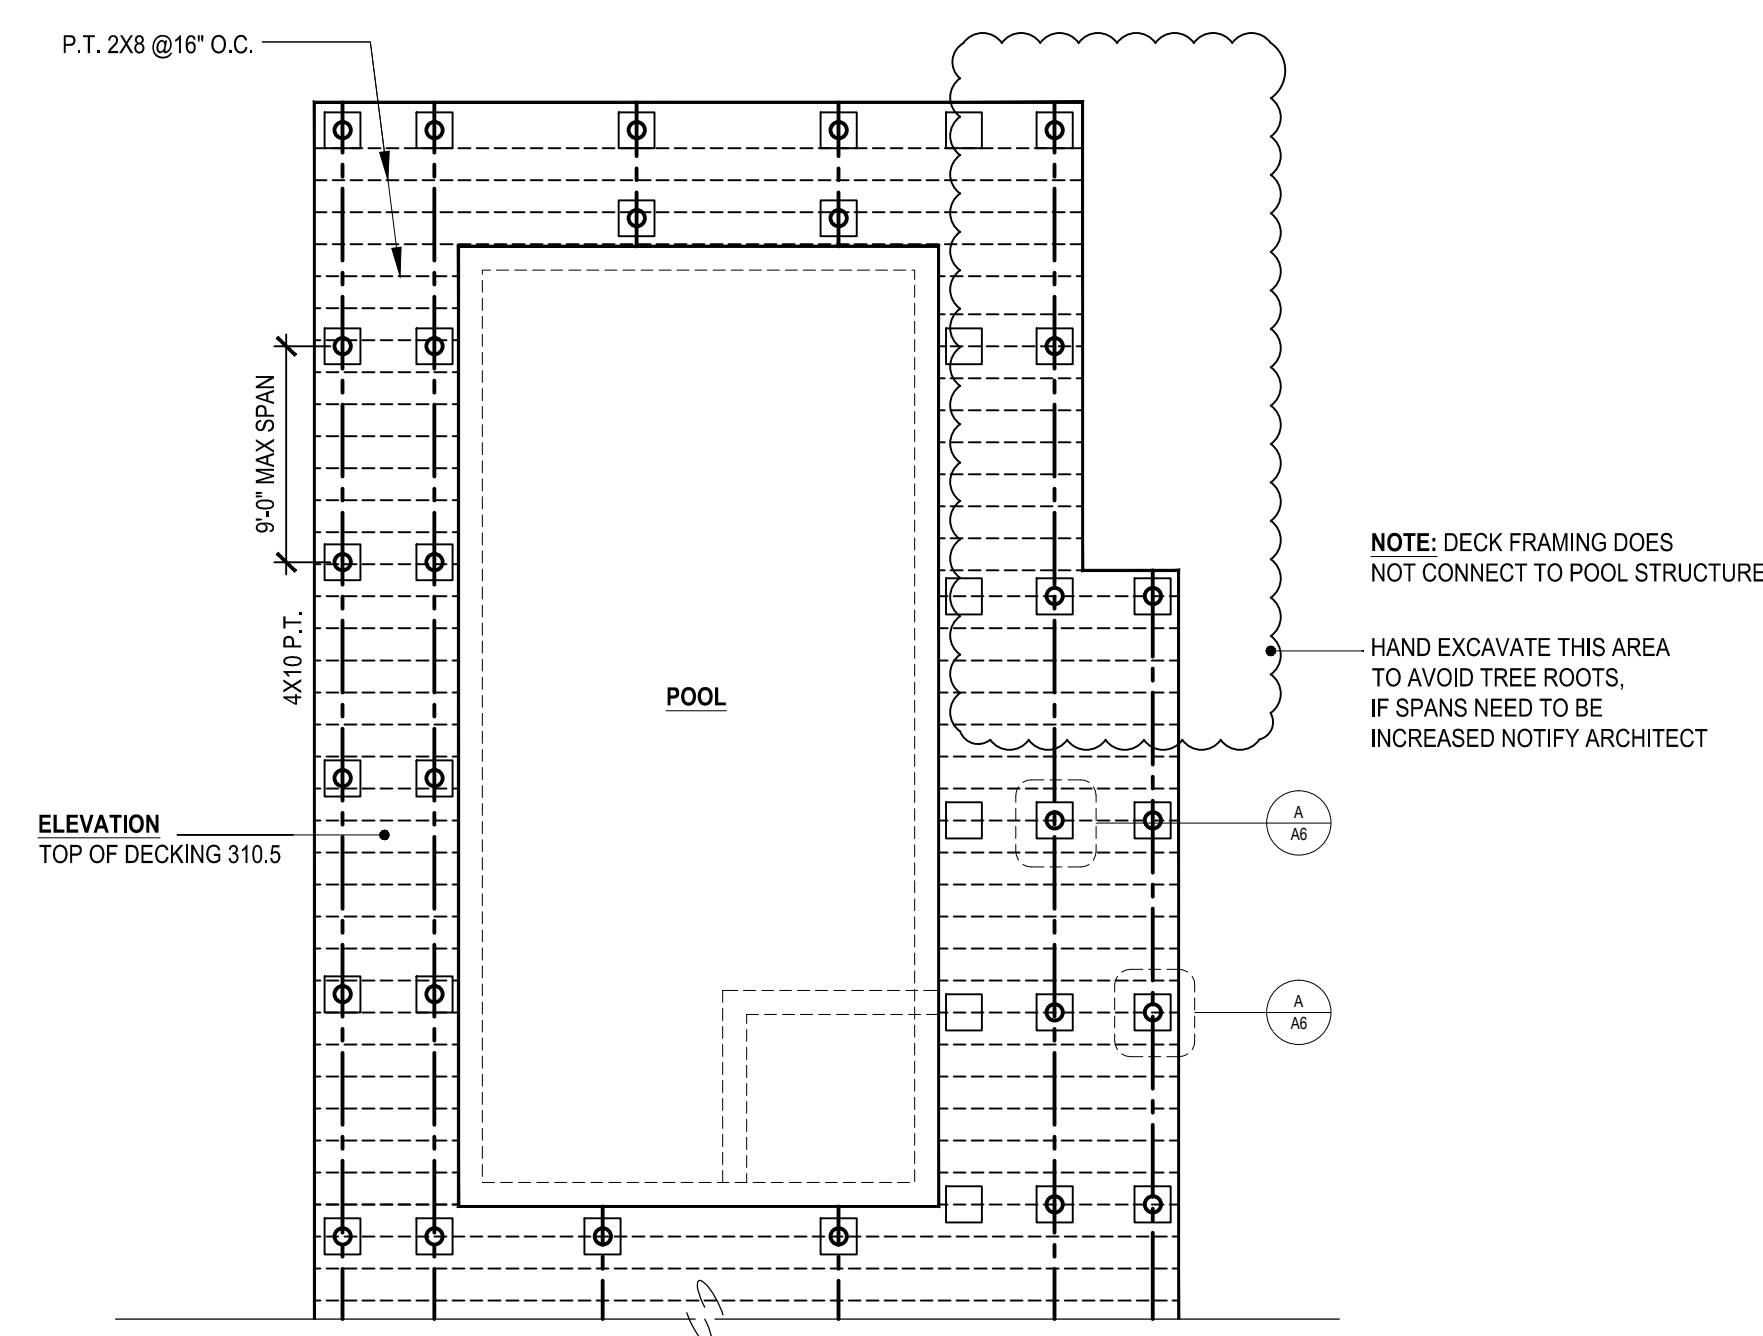 P.T. 2X8 @16" O.C.
9'-0" MAX SPAN
4X10 P.T.
NOTE: DECK FRAMING DOES
NOT CONNECT TO POOL STRUCTURE
HAND EXCAVATE THIS AREA
TO AVOID TREE ROOTS,
IF SPANS NEED TO BE
INCREASED NOTIFY ARCHITECT
POOL
ELEVATION
TOP OF DECKING 310.5
A
A6
A
A6